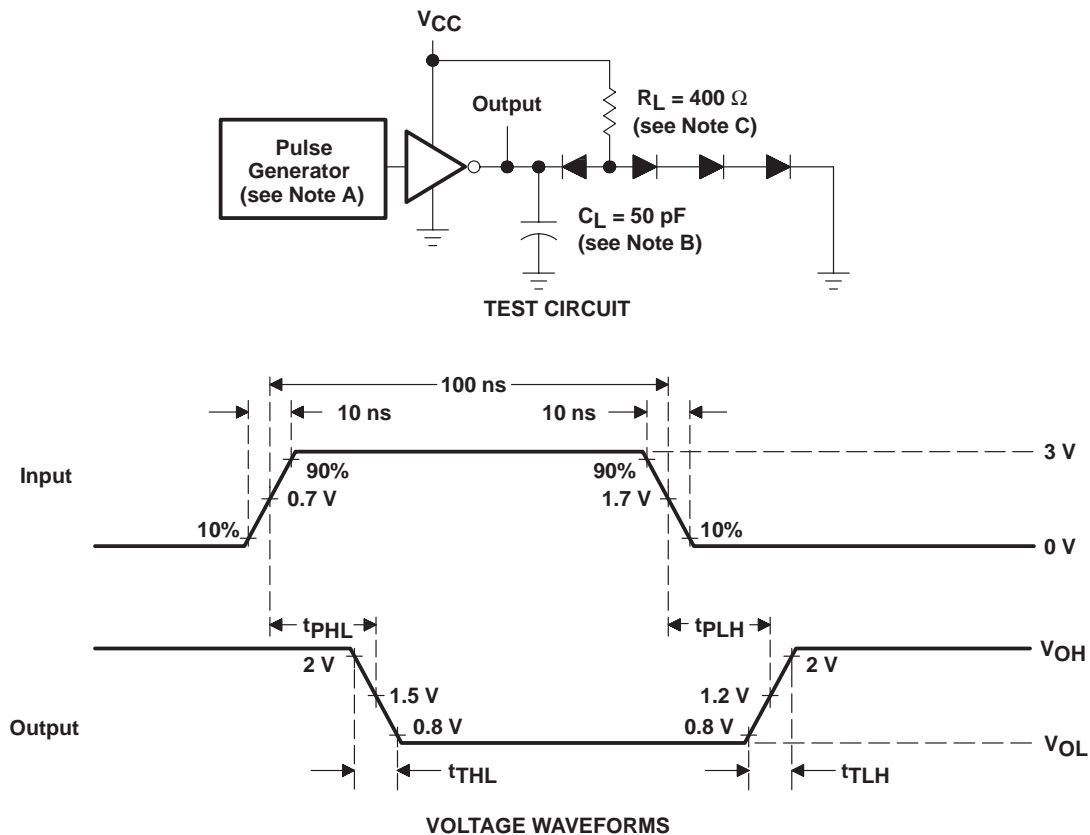 VCC
Output
RL = 400 Ω
(see Note C)
Pulse
Generator
(see Note A)
CL = 50 pF
(see Note B)
TEST CIRCUIT
100 ns
10 ns
10 ns
3 V
Input
90%
90%
0.7 V
1.7 V
10%
10%
0 V
tPHL
tPLH
VOH
2 V
2 V
1.5 V
1.2 V
Output
0.8 V
0.8 V
VOL
tTHL
tTLH
VOLTAGE WAVEFORMS